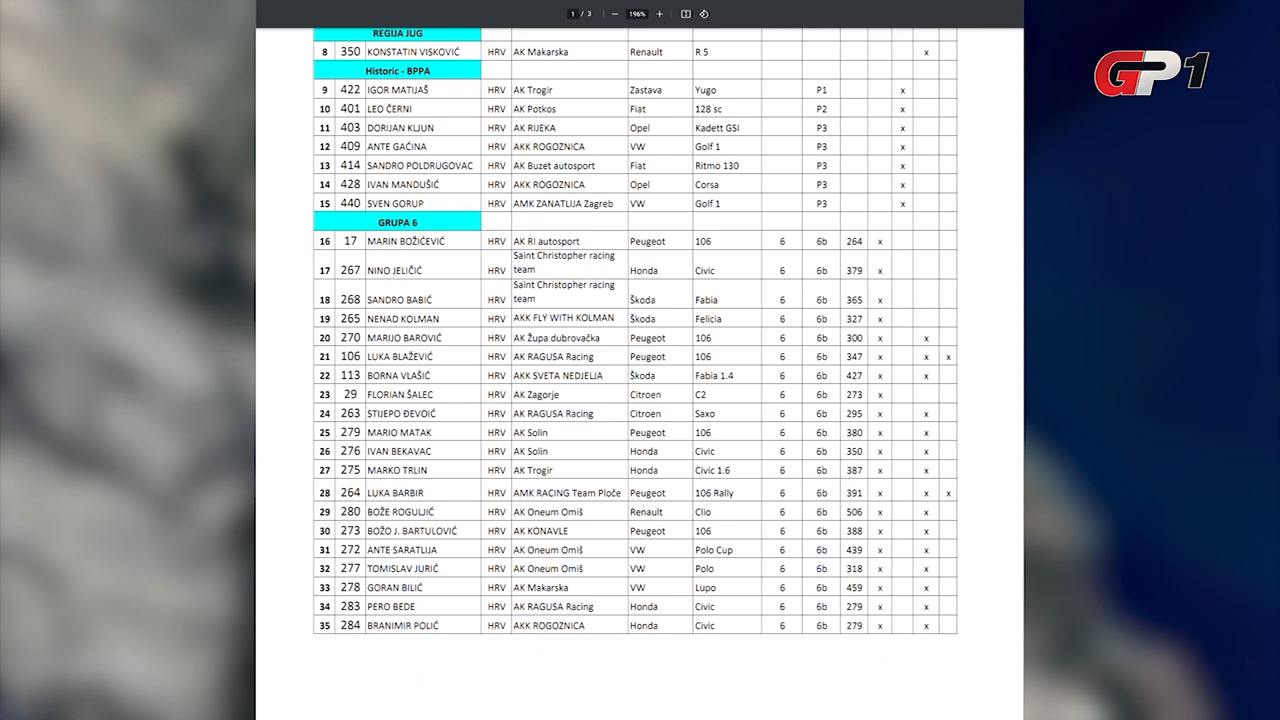 1 / 3 — 196% +
GP1
REGIJA JUG
8 350 KONSTATIN VISKOVIĆ HRV AK Makarska Renault R 5 x
Historic - BPPA
9 422 IGOR MATIJAŠ HRV AK Trogir Zastava Yugo P1 x
10 401 LEO ČERNI HRV AK Potkos Fiat 128 sc P2 x
11 403 DORIJAN KLJUN HRV AK RIJEKA Opel Kadett GSI P3 x
12 409 ANTE GAĆINA HRV AKK ROGOZNICA VW Golf 1 P3 x
13 414 SANDRO POLDRUGOVAC HRV AK Buzet autosport Fiat Ritmo 130 P3 x
14 428 IVAN MANDUŠIĆ HRV AKK ROGOZNICA Opel Corsa P3 x
15 440 SVEN GORUP HRV AMK ZANATLIJA Zagreb VW Golf 1 P3 x
GRUPA 6
16 17 MARIN BOŽIĆEVIĆ HRV AK RI autosport Peugeot 106 6 6b 264 x
Saint Christopher racing
17 267 NINO JELIČIĆ HRV team Honda Civic 6 6b 379 x
Saint Christopher racing
18 268 SANDRO BABIĆ HRV team Škoda Fabia 6 6b 365 x
19 265 NENAD KOLMAN HRV AKK FLY WITH KOLMAN Škoda Felicia 6 6b 327 x
20 270 MARIJO BAROVIĆ HRV AK Župa dubrovačka Peugeot 106 6 6b 300 x x
21 106 LUKA BLAŽEVIĆ HRV AK RAGUSA Racing Peugeot 106 6 6b 347 x x x
22 113 BORNA VLAŠIĆ HRV AKK SVETA NEDJELJA Škoda Fabia 1.4 6 6b 427 x x
23 29 FLORIAN ŠALEC HRV AK Zagorje Citroen C2 6 6b 273 x
24 263 STIJEPO ĐEVOIĆ HRV AK RAGUSA Racing Citroen Saxo 6 6b 295 x x
25 279 MARIO MATAK HRV AK Solin Peugeot 106 6 6b 380 x x
26 276 IVAN BEKAVAC HRV AK Solin Honda Civic 6 6b 350 x x
27 275 MARKO TRLIN HRV AK Trogir Honda Civic 1.6 6 6b 387 x x
28 264 LUKA BARBIR HRV AMK RACING Team Ploče Peugeot 106 Rally 6 6b 391 x x x
29 280 BOŽE ROGULJIĆ HRV AK Oneum Omiš Renault Clio 6 6b 506 x x
30 273 BOŽO J. BARTULOVIĆ HRV AK KONAVLE Peugeot 106 6 6b 388 x x
31 272 ANTE SARATLIJA HRV AK Oneum Omiš VW Polo Cup 6 6b 439 x x
32 277 TOMISLAV JURIĆ HRV AK Oneum Omiš VW Polo 6 6b 318 x x
33 278 GORAN BILIĆ HRV AK Makarska VW Lupo 6 6b 459 x x
34 283 PERO BEDE HRV AK RAGUSA Racing Honda Civic 6 6b 279 x x
35 284 BRANIMIR POLIĆ HRV AKK ROGOZNICA Honda Civic 6 6b 279 x x